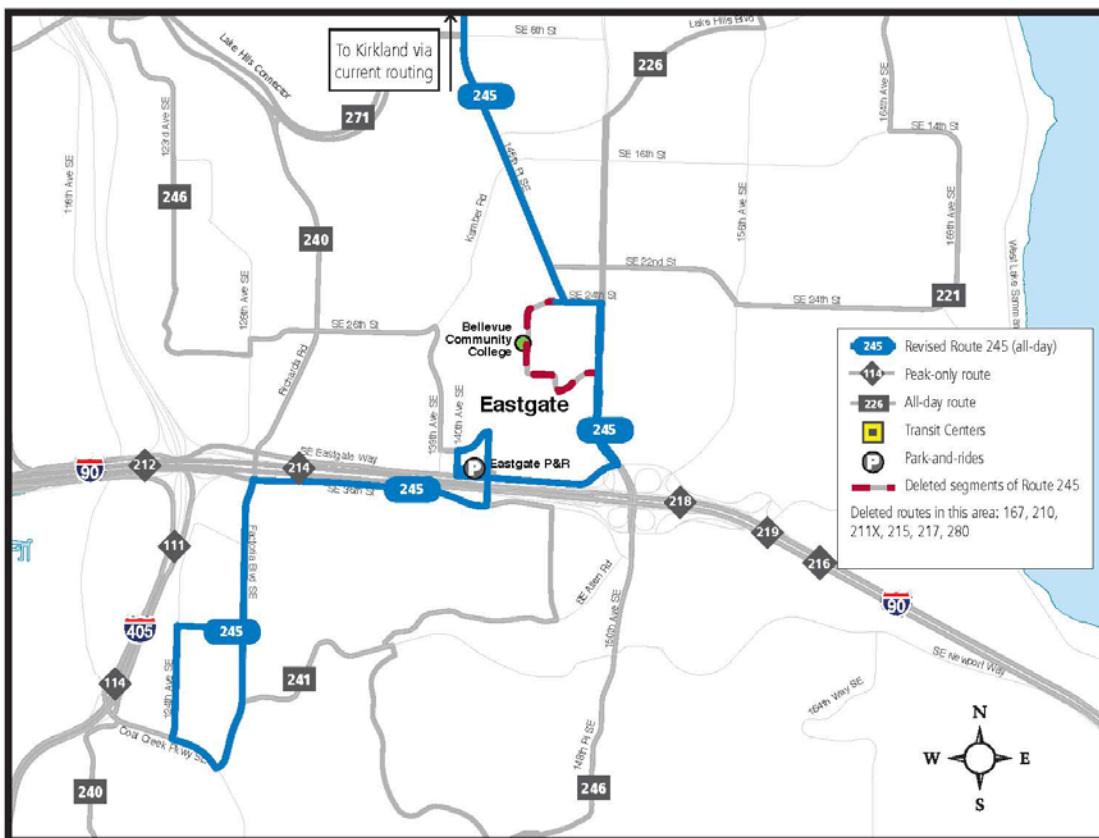 SE 6th St
Lake Hills Blvd
To Kirkland via
current routing
Lake Hills Connector
226
245
271
123rd Ave SE
164th Ave SE
SE 14th St
116th Ave SE
148th Pl SE
SE 16th St
246
156th Ave SE
168th Ave SE
240
Kamber Rd
SE 22nd St
128th Ave SE
SE 24th St
SE 24th St
221
SE 26th St
Bellevue
Community
College
Richards Rd
Eastgate
139th Ave SE
140th Ave SE
245
SE Eastgate Way
Eastgate P&R
P
90
212
214
SE 36th St
245
218
219
216
90
111
Factoria Blvd SE
SE Allen Rd
150th Ave SE
405
245
124th Ave SE
241
114
SE Newport Way
164th Way SE
Coal Creek Pkwy SE
148th Pl SE
240
246
245 Revised Route 245 (all-day)
114 Peak-only route
226 All-day route
Transit Centers
P Park-and-rides
Deleted segments of Route 245
Deleted routes in this area: 167, 210,
211X, 215, 217, 280
N
W E
S